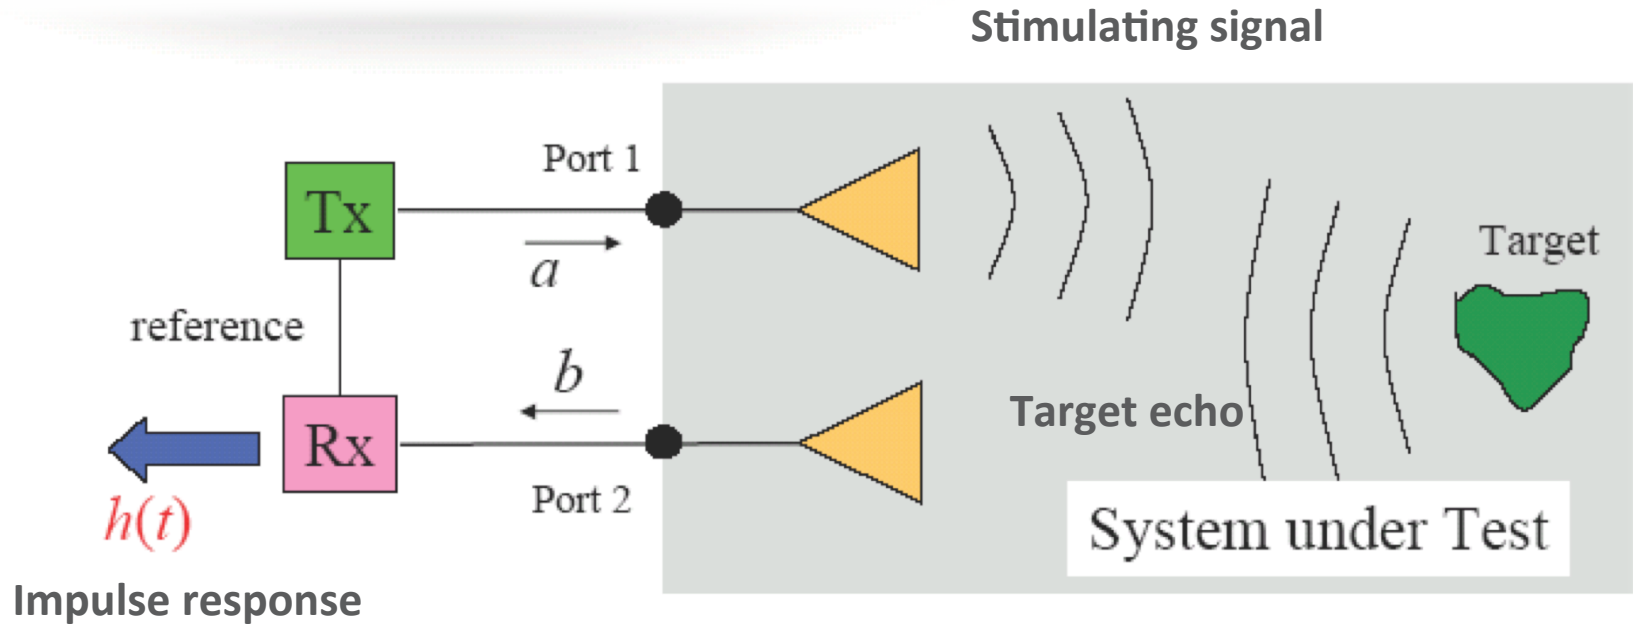 Stimulating signal
Port 1
Tx
a
Target
reference
b
Target echo
Rx
Port 2
h(t)
System under Test
Impulse response